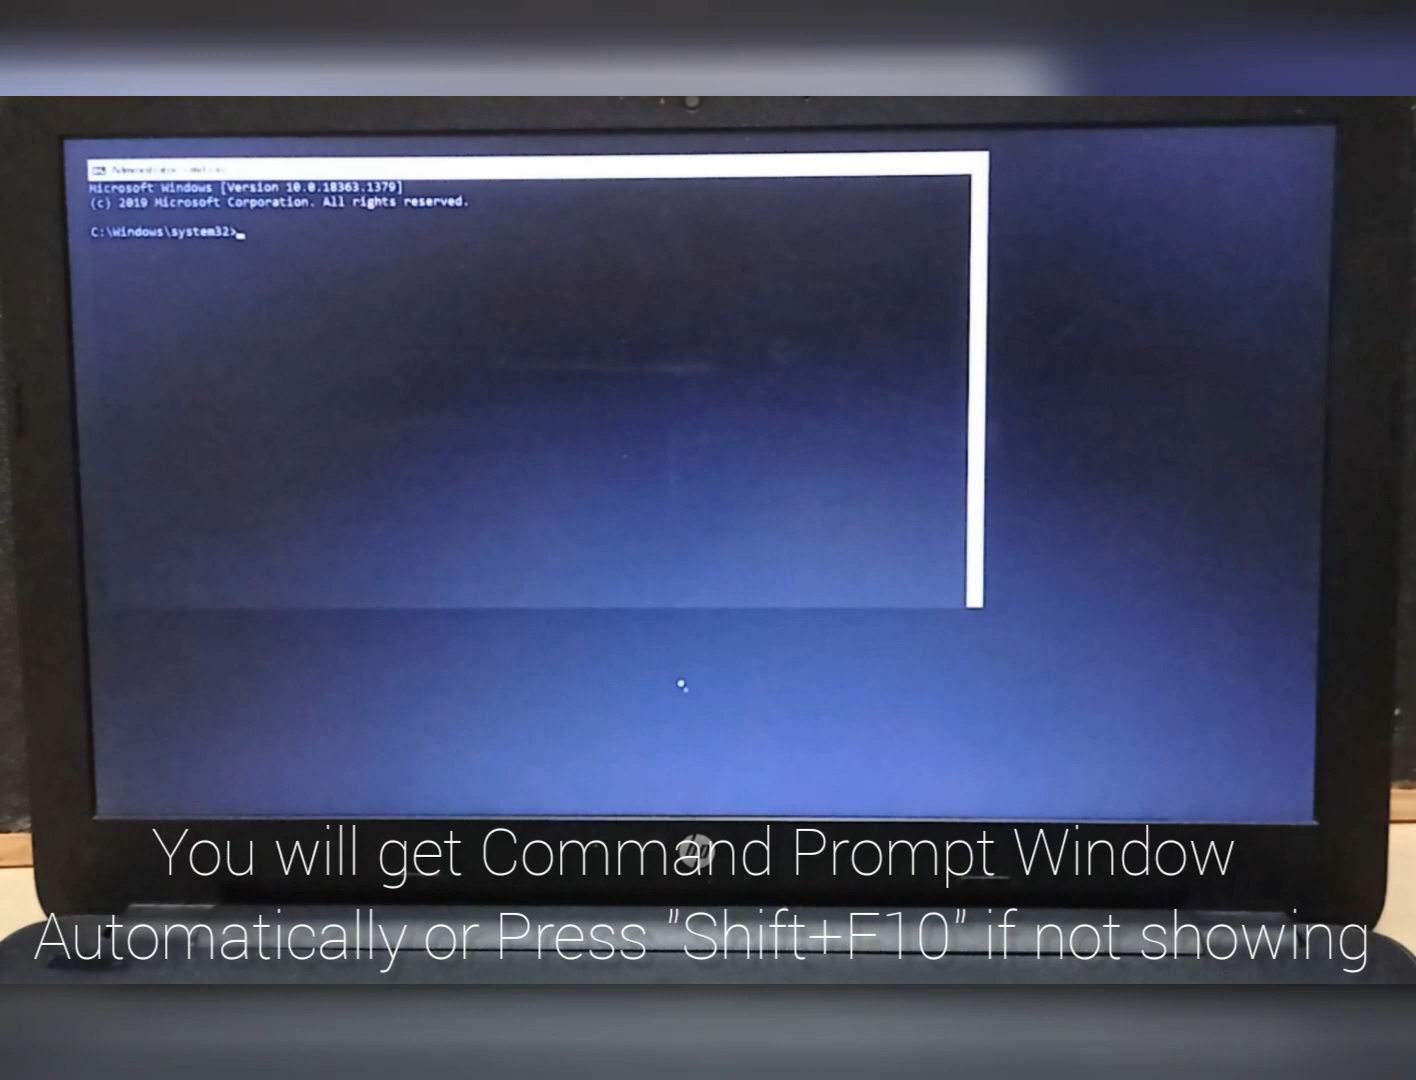 Microsoft Windows [Version 10.0.18363.1379]
(c) 2019 Microsoft Corporation. All rights reserved.
C:\Windows\system32>
You will get Command Prompt Window
Automatically or Press "Shift+F10" if not showing